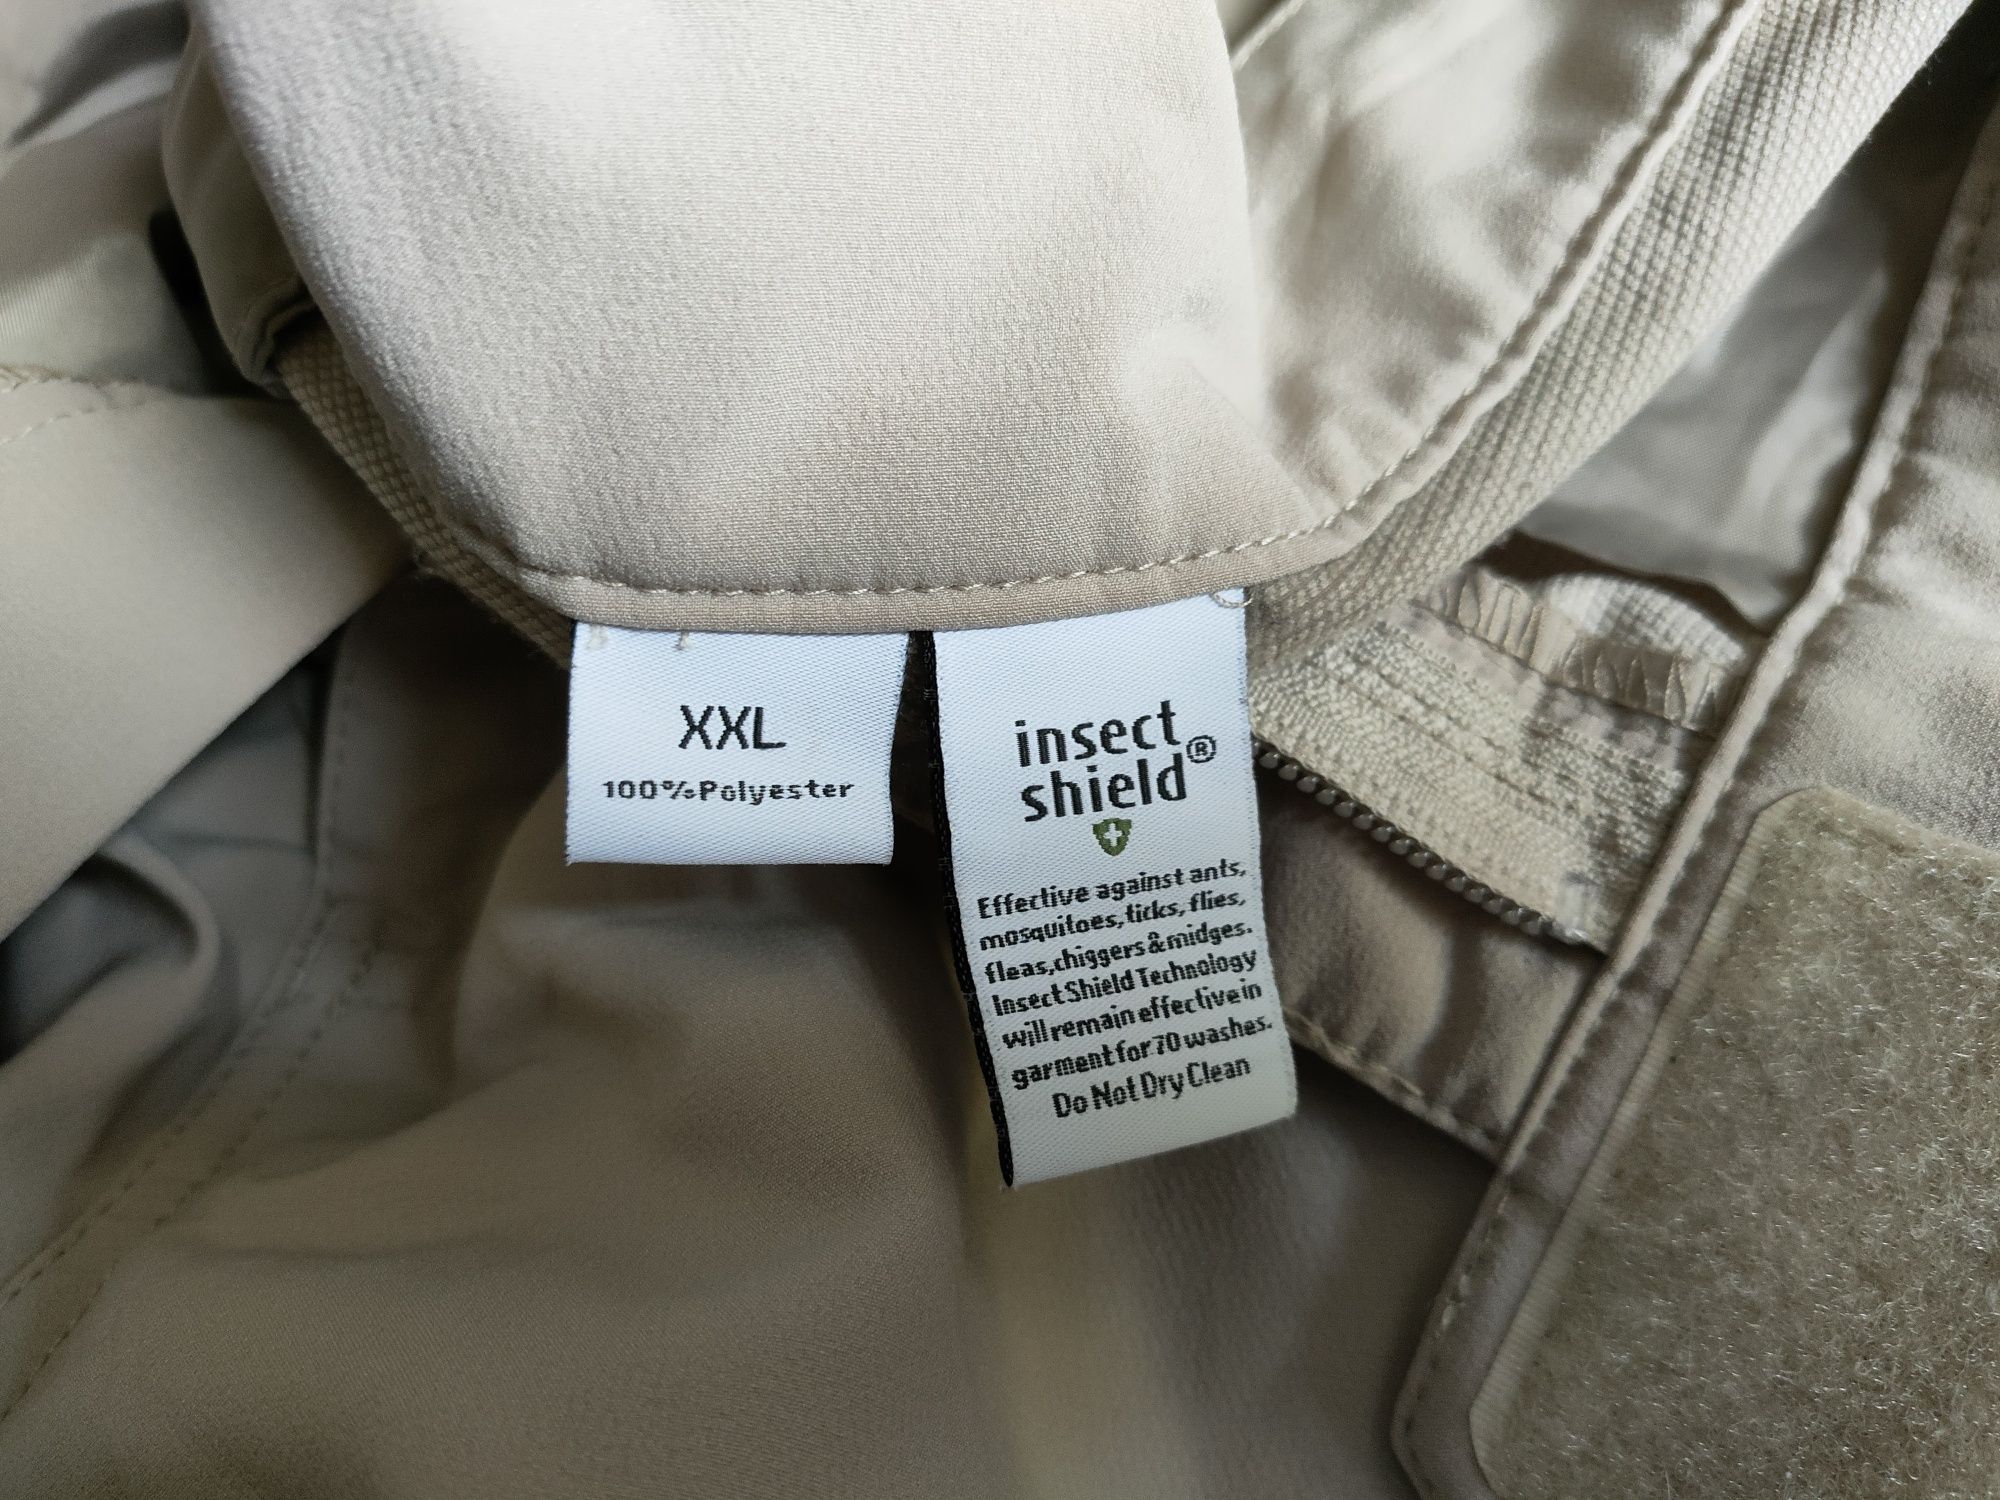 XXL
100%Polyester
insect
shield®
Effective against ants,
mosquitoes, ticks, flies,
fleas,chiggers & midges.
Insect Shield Technology
will remain effective in
garment for 70 washes.
Do Not Dry Clean